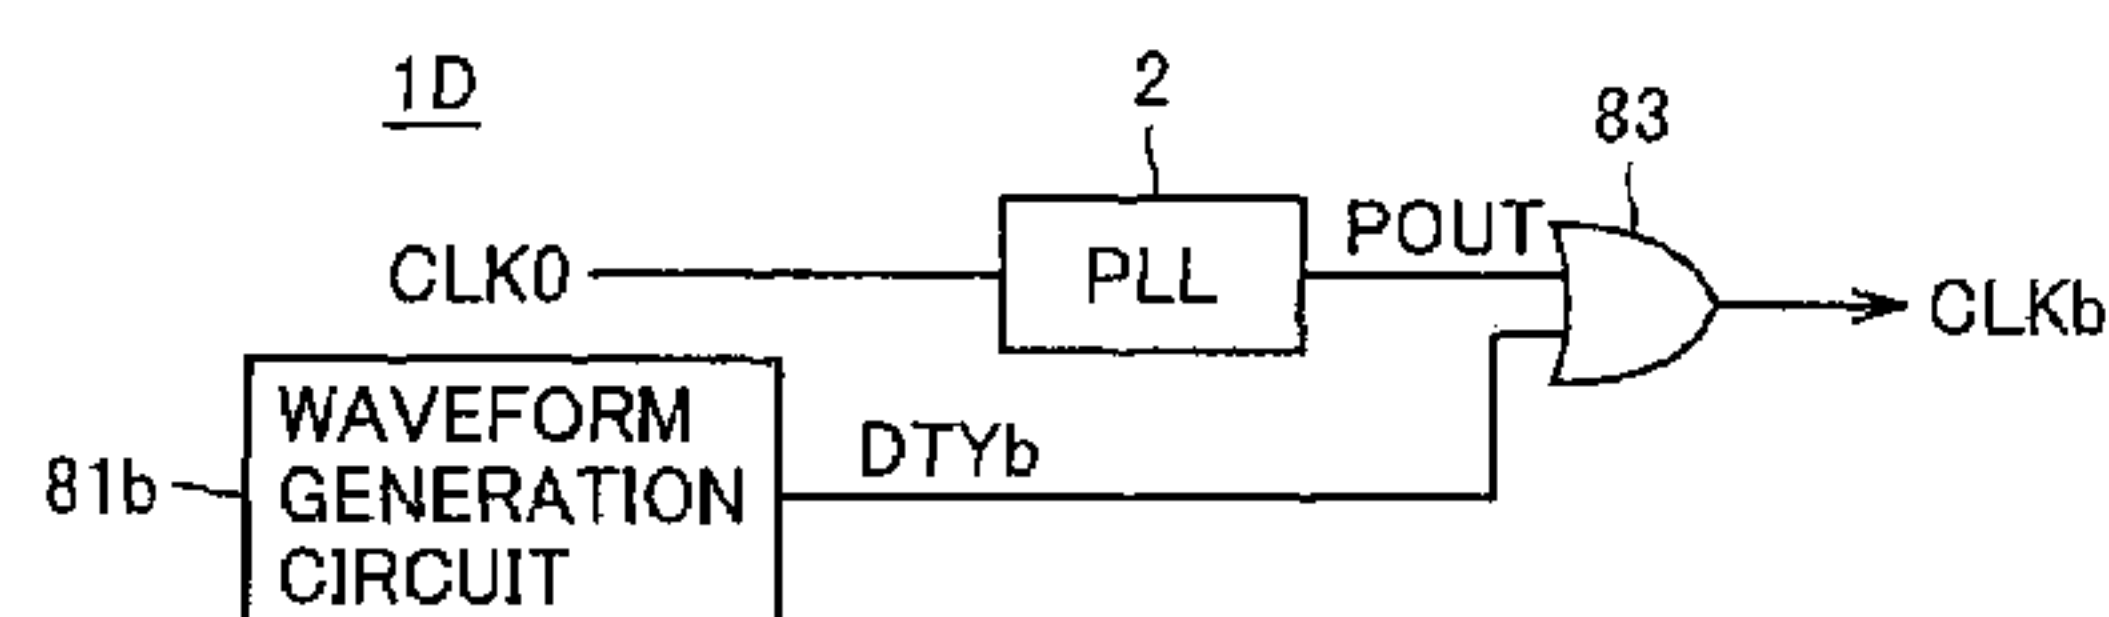 1D
2
83
CLK0
PLL
POUT
CLKb
WAVEFORM
GENERATION
CIRCUIT
81b
DTYb